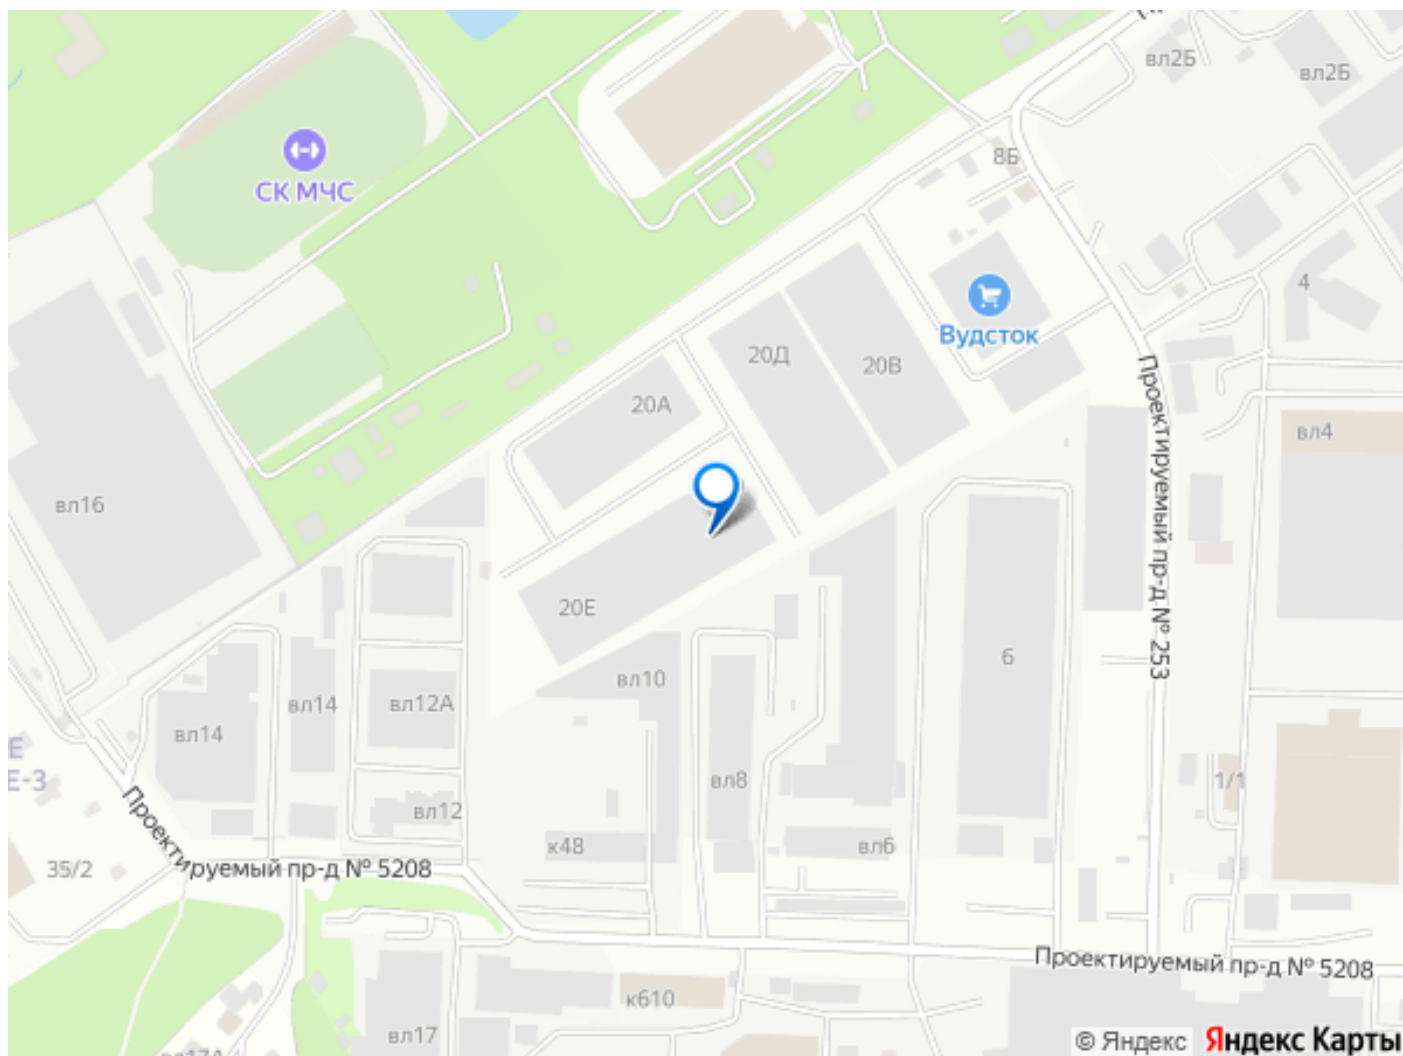 вл2Б
вл2Б
8Б
СК МЧС
4
Вудсток
20Д
20В
20А
вл4
вл16
Проектируемый пр-д № 253
20Е
6
вл10
вл12А
вл14
вл14
Е
Е-3
вл8
1/1
вл12
к48
вл6
35/2
Проектируемый пр-д № 5208
Проектируемый пр-д № 5208
к610
вл17
вл17А
© Яндекс Яндекс Карты